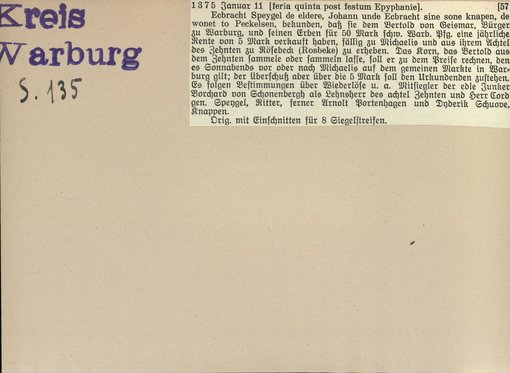 Kreis
Warburg
S. 135
1375 Januar 11 [feria quinta post festum Epyphanie]. [57
Ecbracht Speygel de eldere, Johann unde Ecbracht sine sone knapen, de
wonet to Peckelsen, bekunden, daß sie dem Bertold von Geismar, Bürger
zu Warburg, und seinen Erben für 50 Mark schw. Warb. Pfg. eine jährliche
Rente von 5 Mark verkauft haben, fällig zu Michaelis und aus ihrem Achtel
des Zehnten zu Rösebeck (Rosbeke) zu erheben. Das Korn, das Bertold aus
dem Zehnten sammele oder sammeln lasse, soll er zu dem Preise rechnen, den
es Sonnabends vor oder nach Michaelis auf dem gemeinen Markte in War-
burg gilt; der Überschuß aber über die 5 Mark soll den Urkundenden zustehen.
Es folgen Bestimmungen über Wiederlöse u. a. Mitsiegler der edle Junker
Borchard von Schonenbergh als Lehnsherr des achtel Zehnten und Herr Cord
gen. Speygel, Ritter, ferner Arnolt Portenhagen und Dyderik Schuove,
Knappen.
Orig. mit Einschnitten für 8 Siegelstreifen.